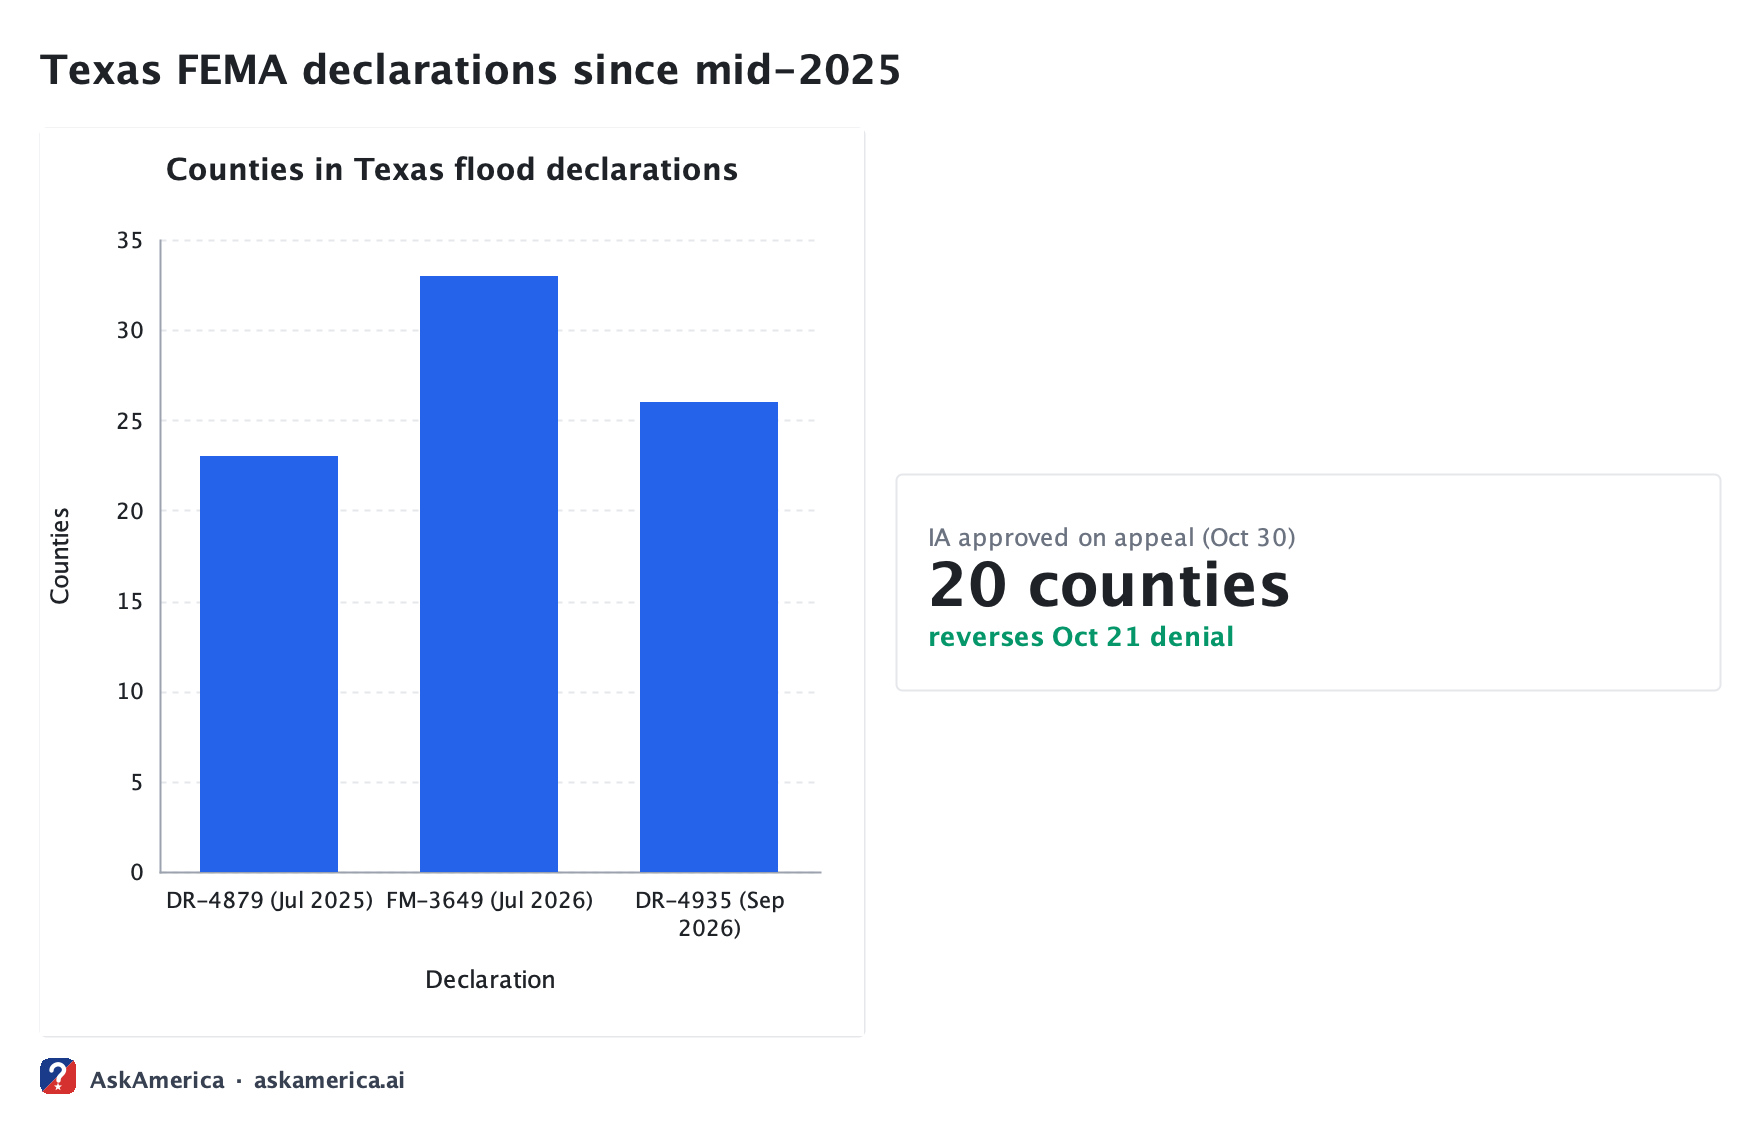 Texas FEMA declarations since mid-2025
Counties in Texas flood declarations
35
30
25
20
15
10
5
0
Counties
DR-4879 (Jul 2025)
FM-3649 (Jul 2026)
DR-4935 (Sep
2026)
Declaration
IA approved on appeal (Oct 30)
20 counties
reverses Oct 21 denial
AskAmerica · askamerica.ai